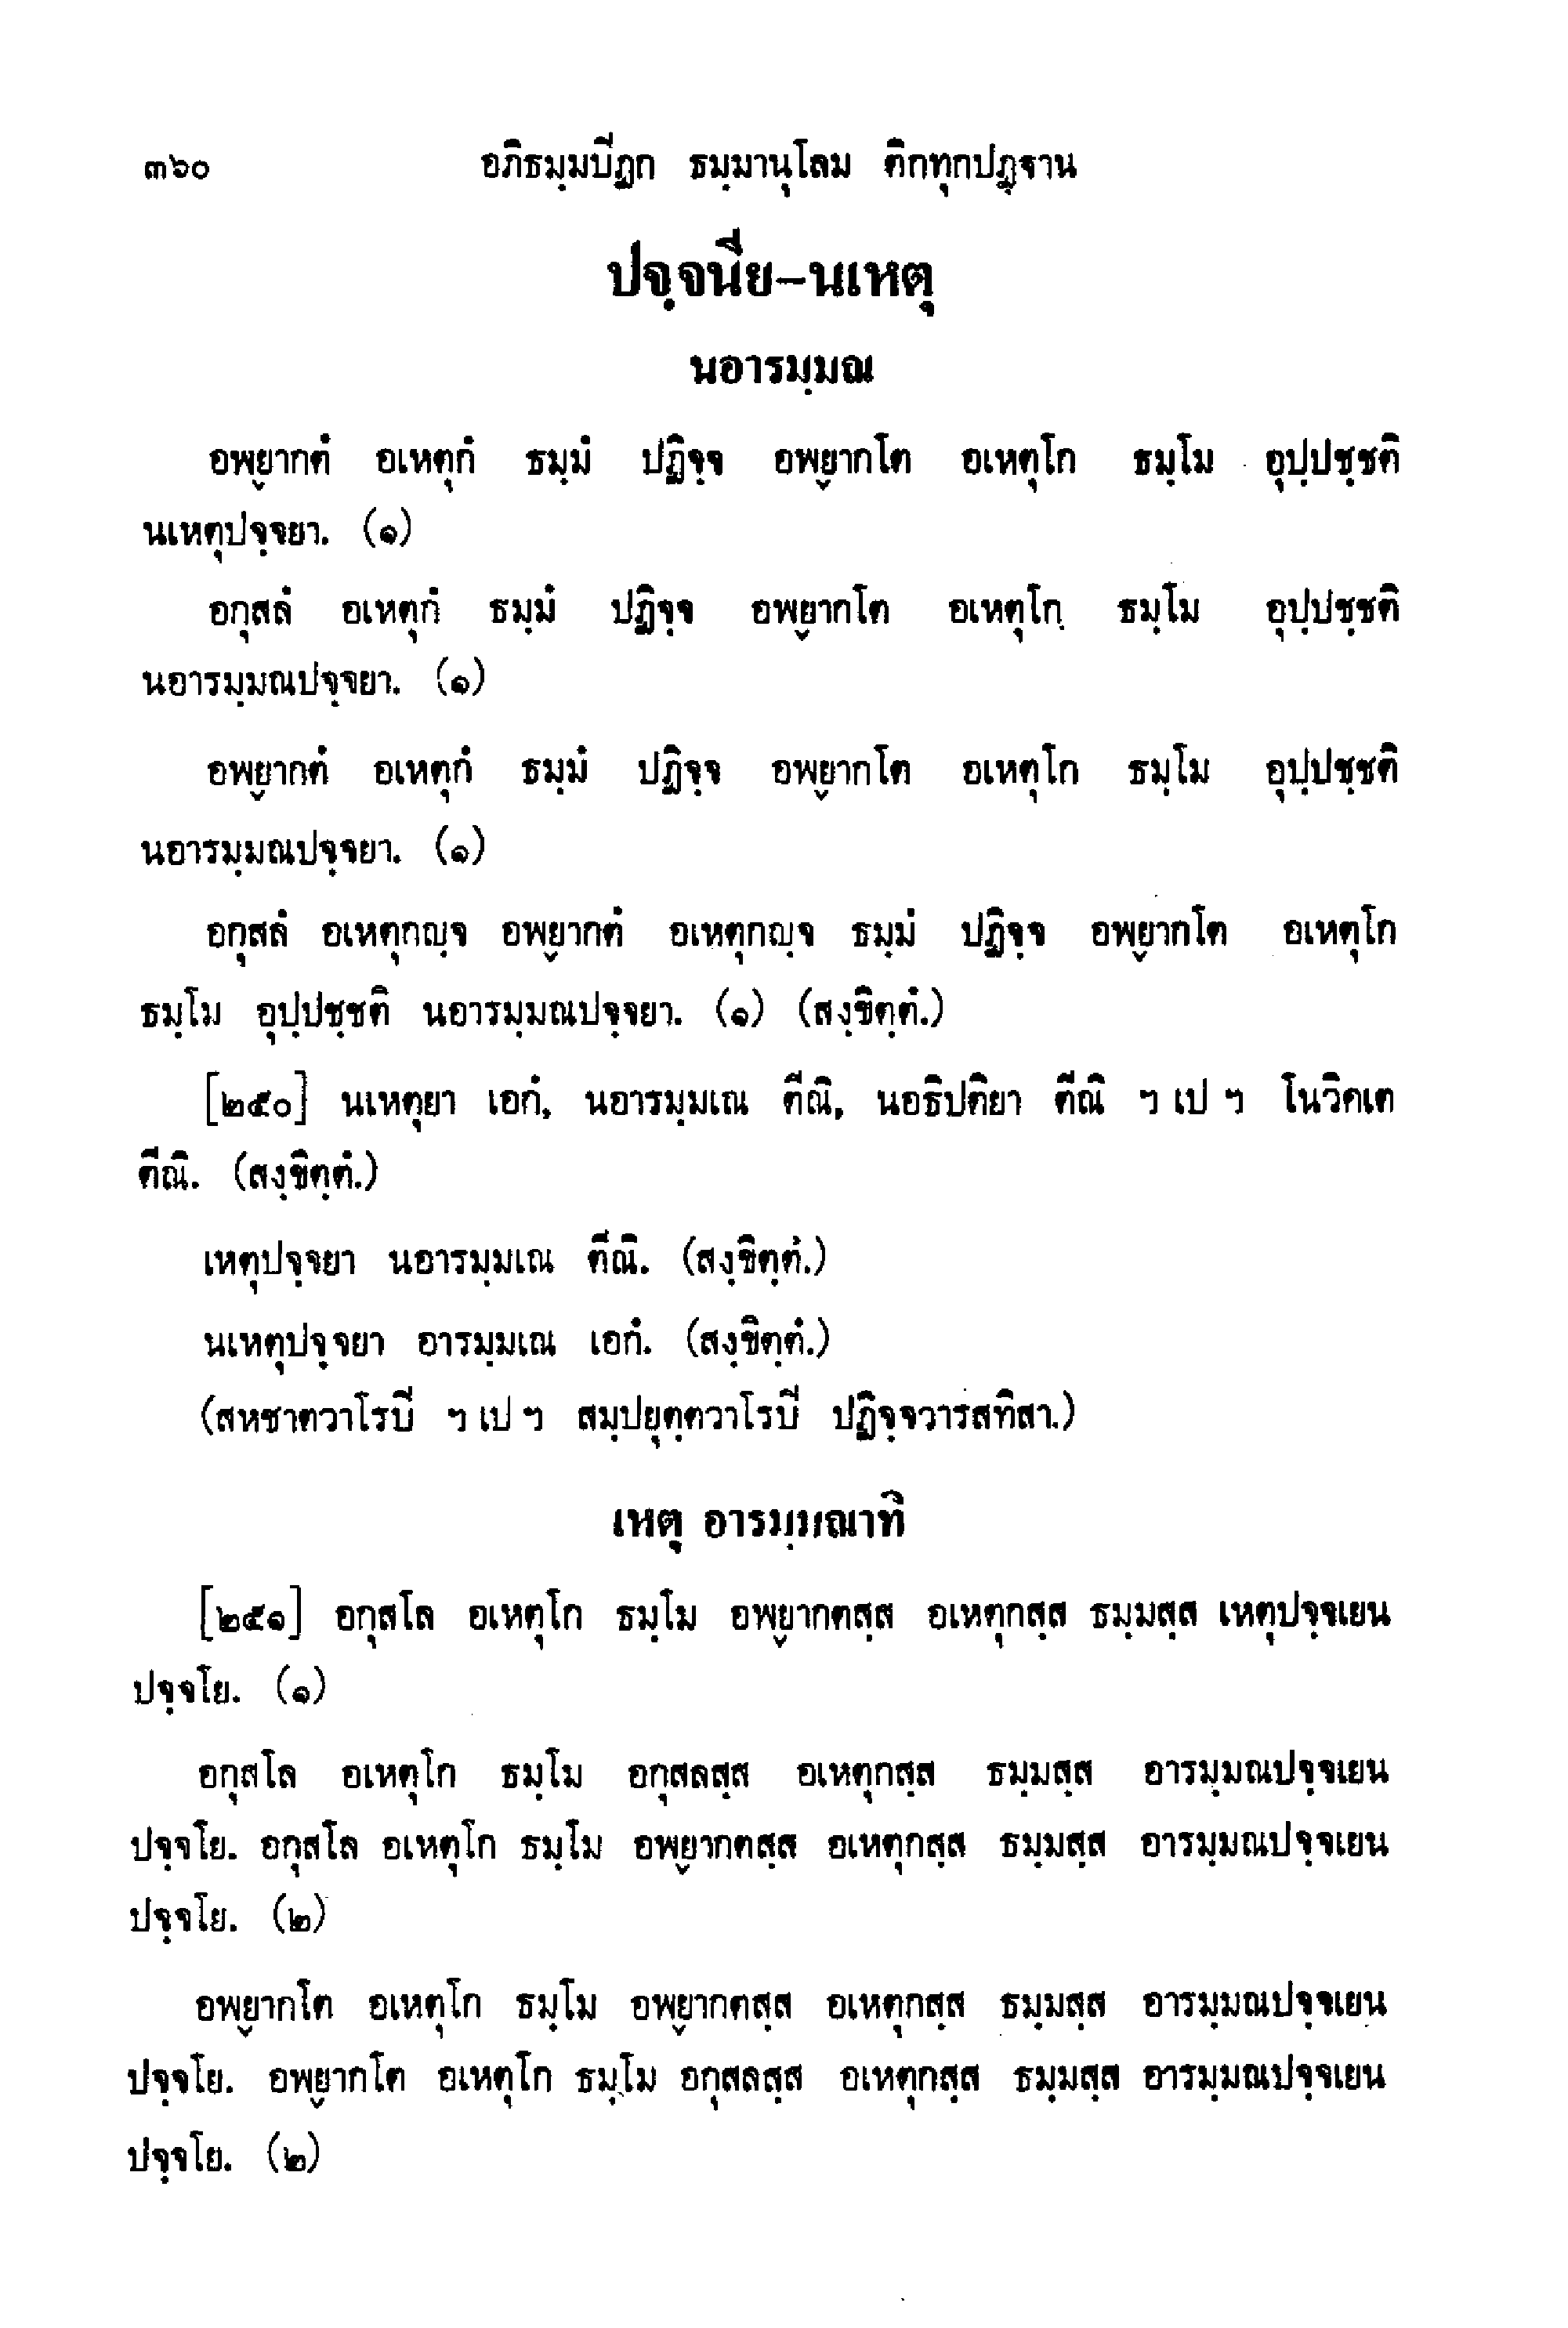 ๓๖๐ อภิธมฺมปิฏก ธมฺมานุโลม ติกทุกปฏฺฐาน
ปจฺจนีย-นเหตุ
นอารมฺมณ
อพฺยากตํ อเหตุกํ ธมฺมํ ปฏิจฺจ อพฺยากโต อเหตุโก ธมฺโม อุปฺปชฺชติ
นเหตุปจฺจยา. (๑)
อกุสลํ อเหตุกํ ธมฺมํ ปฏิจฺจ อพฺยากโต อเหตุโก ธมฺโม อุปฺปชฺชติ
นอารมฺมณปจฺจยา. (๑)
อพฺยากตํ อเหตุกํ ธมฺมํ ปฏิจฺจ อพฺยากโต อเหตุโก ธมฺโม อุปฺปชฺชติ
นอารมฺมณปจฺจยา. (๑)
อกุสลํ อเหตุกญฺจ อพฺยากตํ อเหตุกญฺจ ธมฺมํ ปฏิจฺจ อพฺยากโต อเหตุโก
ธมฺโม อุปฺปชฺชติ นอารมฺมณปจฺจยา. (๑) (สงฺขิตฺตํ.)
[๒๕๐] นเหตุยา เอกํ, นอารมฺมเณ ตีณิ, นอธิปติยา ตีณิ ฯ เป ฯ โนวิคเต
ตีณิ. (สงฺขิตฺตํ.)
เหตุปจฺจยา นอารมฺมเณ ตีณิ. (สงฺขิตฺตํ.)
นเหตุปจฺจยา อารมฺมเณ เอกํ. (สงฺขิตฺตํ.)
(สหชาตวาโรปิ ฯ เป ฯ สมฺปยุตฺตวาโรปิ ปฏิจฺจวารสทิสา.)
เหตุ อารมฺมณาทิ
[๒๕๑] อกุสโล อเหตุโก ธมฺโม อพฺยากตสฺส อเหตุกสฺส ธมฺมสฺส เหตุปจฺจเยน
ปจฺจโย. (๑)
อกุสโล อเหตุโก ธมฺโม อกุสลสฺส อเหตุกสฺส ธมฺมสฺส อารมฺมณปจฺจเยน
ปจฺจโย. อกุสโล อเหตุโก ธมฺโม อพฺยากตสฺส อเหตุกสฺส ธมฺมสฺส อารมฺมณปจฺจเยน
ปจฺจโย. (๒)
อพฺยากโต อเหตุโก ธมฺโม อพฺยากตสฺส อเหตุกสฺส ธมฺมสฺส อารมฺมณปจฺจเยน
ปจฺจโย. อพฺยากโต อเหตุโก ธมฺโม อกุสลสฺส อเหตุกสฺส ธมฺมสฺส อารมฺมณปจฺจเยน
ปจฺจโย. (๒)